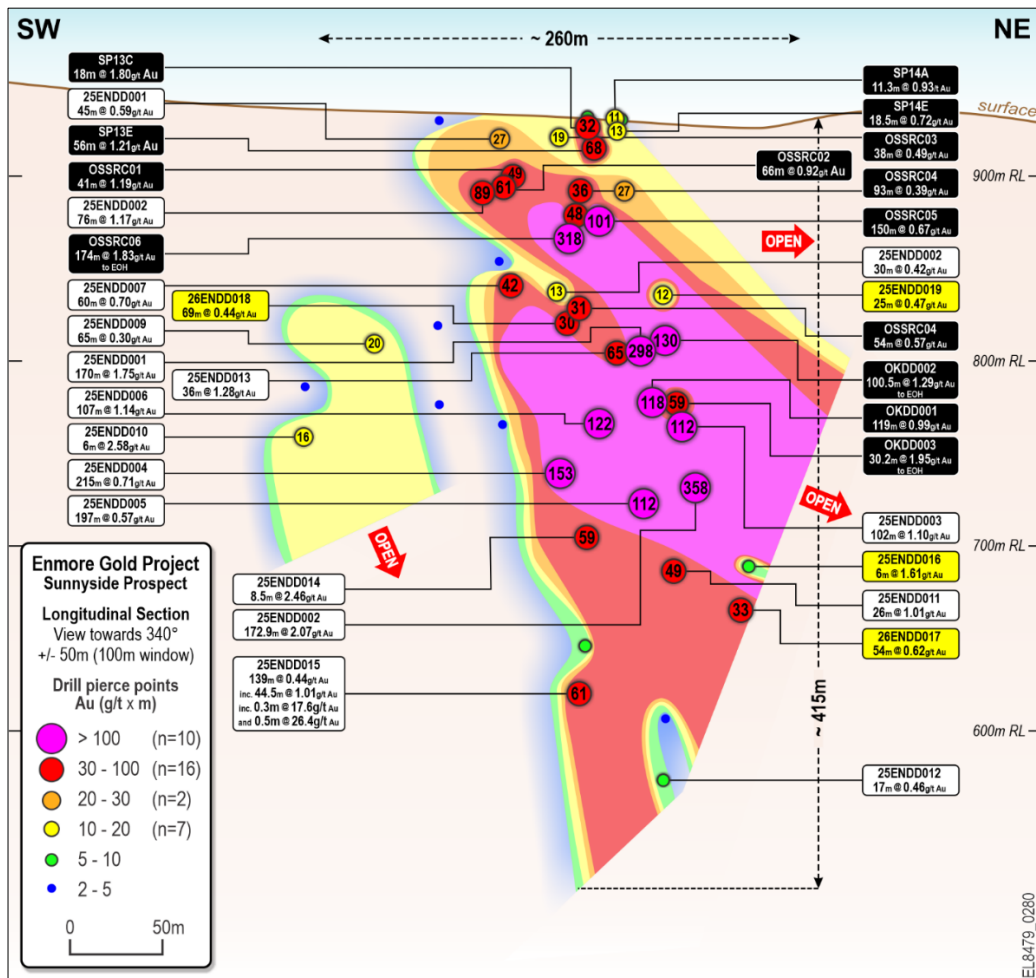 SW
NE
~ 260m
SP13C
18m @ 1.80g/t Au
25ENDD001
45m @ 0.59g/t Au
SP13E
56m @ 1.21g/t Au
OSSRC01
41m @ 1.19g/t Au
25ENDD002
76m @ 1.17g/t Au
OSSRC06
174m @ 1.83g/t Au
to EOH
25ENDD007
60m @ 0.70g/t Au
26ENDD018
69m @ 0.44g/t Au
25ENDD009
65m @ 0.30g/t Au
25ENDD001
170m @ 1.75g/t Au
25ENDD013
36m @ 1.28g/t Au
25ENDD006
107m @ 1.14g/t Au
25ENDD010
6m @ 2.58g/t Au
25ENDD004
215m @ 0.71g/t Au
25ENDD005
197m @ 0.57g/t Au
25ENDD014
8.5m @ 2.46g/t Au
25ENDD002
172.9m @ 2.07g/t Au
25ENDD015
139m @ 0.44g/t Au
inc. 44.5m @ 1.01g/t Au
inc. 0.3m @ 17.6g/t Au
and 0.5m @ 26.4g/t Au
SP14A
11.3m @ 0.93g/t Au
SP14E
18.5m @ 0.72g/t Au
surface
OSSRC03
38m @ 0.49g/t Au
OSSRC02
66m @ 0.92g/t Au
OSSRC04
93m @ 0.39g/t Au
900m RL
OSSRC05
150m @ 0.67g/t Au
OPEN
25ENDD002
30m @ 0.42g/t Au
25ENDD019
25m @ 0.47g/t Au
OSSRC04
54m @ 0.57g/t Au
800m RL
OKDD002
100.5m @ 1.29g/t Au
to EOH
OKDD001
119m @ 0.99g/t Au
OKDD003
30.2m @ 1.95g/t Au
to EOH
OPEN
25ENDD003
102m @ 1.10g/t Au
700m RL
25ENDD016
6m @ 1.61g/t Au
25ENDD011
26m @ 1.01g/t Au
26ENDD017
54m @ 0.62g/t Au
600m RL
25ENDD012
17m @ 0.46g/t Au
~ 415m
OPEN
11
32
13
19
27
68
49
61
89
36
27
48
101
318
42
13
12
31
30
130
298
65
20
118
59
112
122
16
153
358
112
59
49
33
61
Enmore Gold Project
Sunnyside Prospect
Longitudinal Section
View towards 340°
+/- 50m (100m window)
Drill pierce points
Au (g/t x m)
> 100 (n=10)
30 - 100 (n=16)
20 - 30 (n=2)
10 - 20 (n=7)
5 - 10
2 - 5
0 50m
EL8479_0280